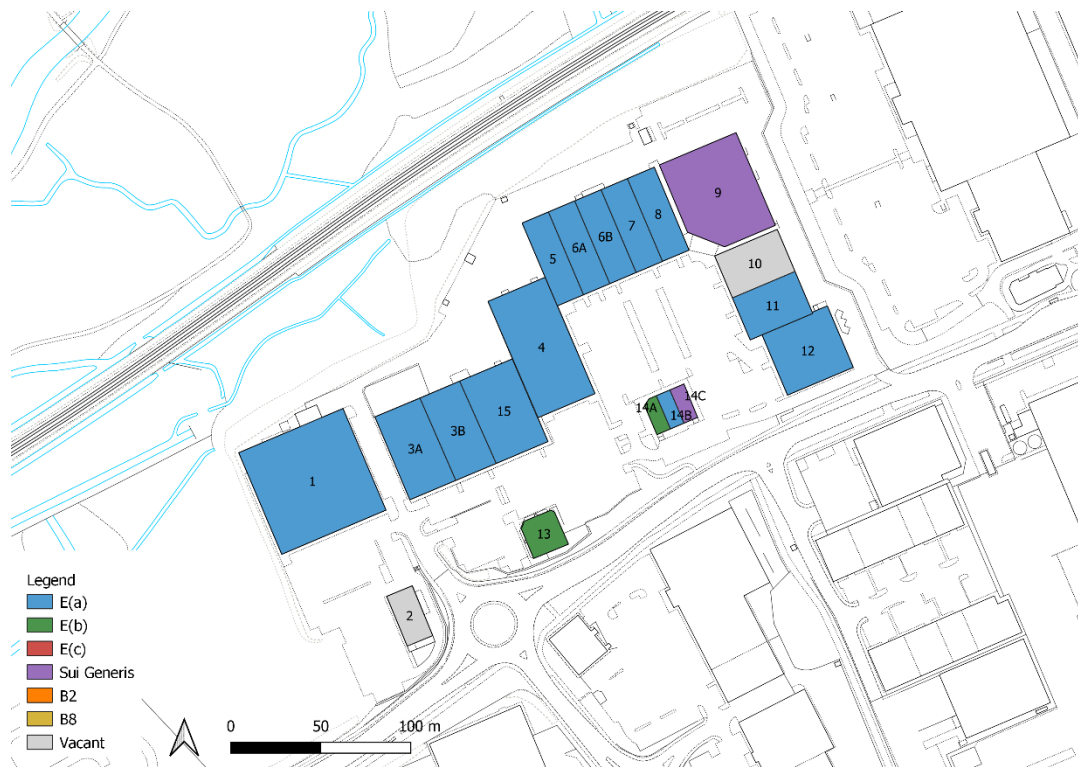 9
8
7
6B
6A
5
10
11
12
4
14C
14A
14B
15
3B
3A
1
13
2
Legend
E(a)
E(b)
E(c)
Sui Generis
B2
B8
Vacant
0 50 100 m